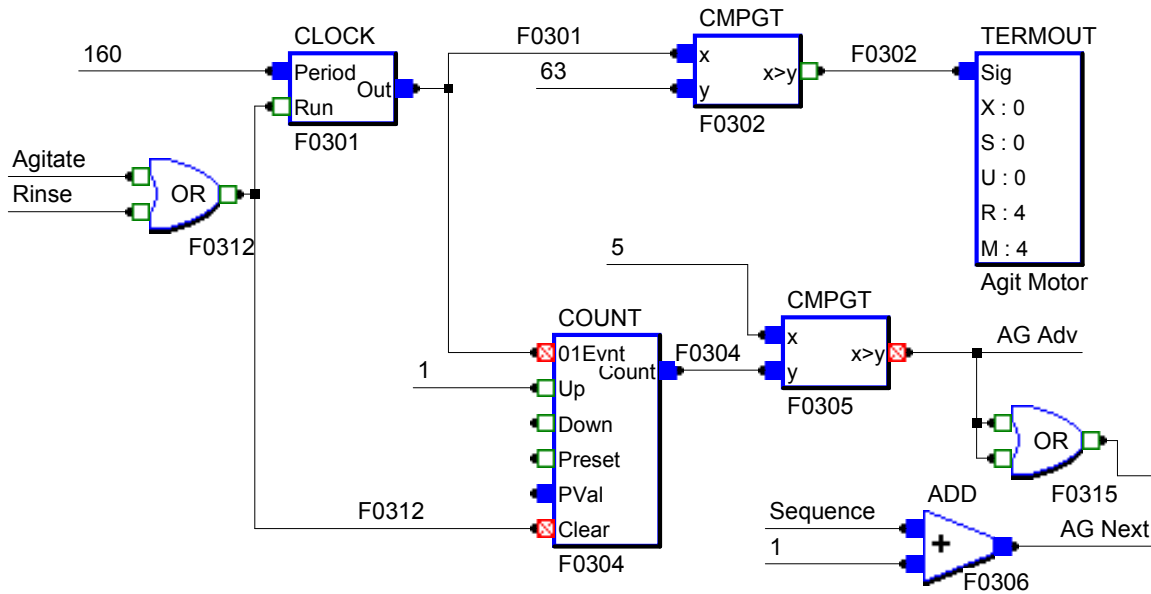 CLOCK
160
Period
Out
Run
F0301
F0301
CMPGT
x
63
y
x>y
F0302
F0302
TERMOUT
Sig
X : 0
S : 0
U : 0
R : 4
M : 4
Agit Motor
Agitate
Rinse
OR
F0312
5
CMPGT
x
y
x>y
F0305
AG Adv
COUNT
01Evnt
Count
F0304
1
Up
Down
Preset
PVal
F0312
Clear
F0304
OR
F0315
ADD
Sequence
1
+
F0306
AG Next